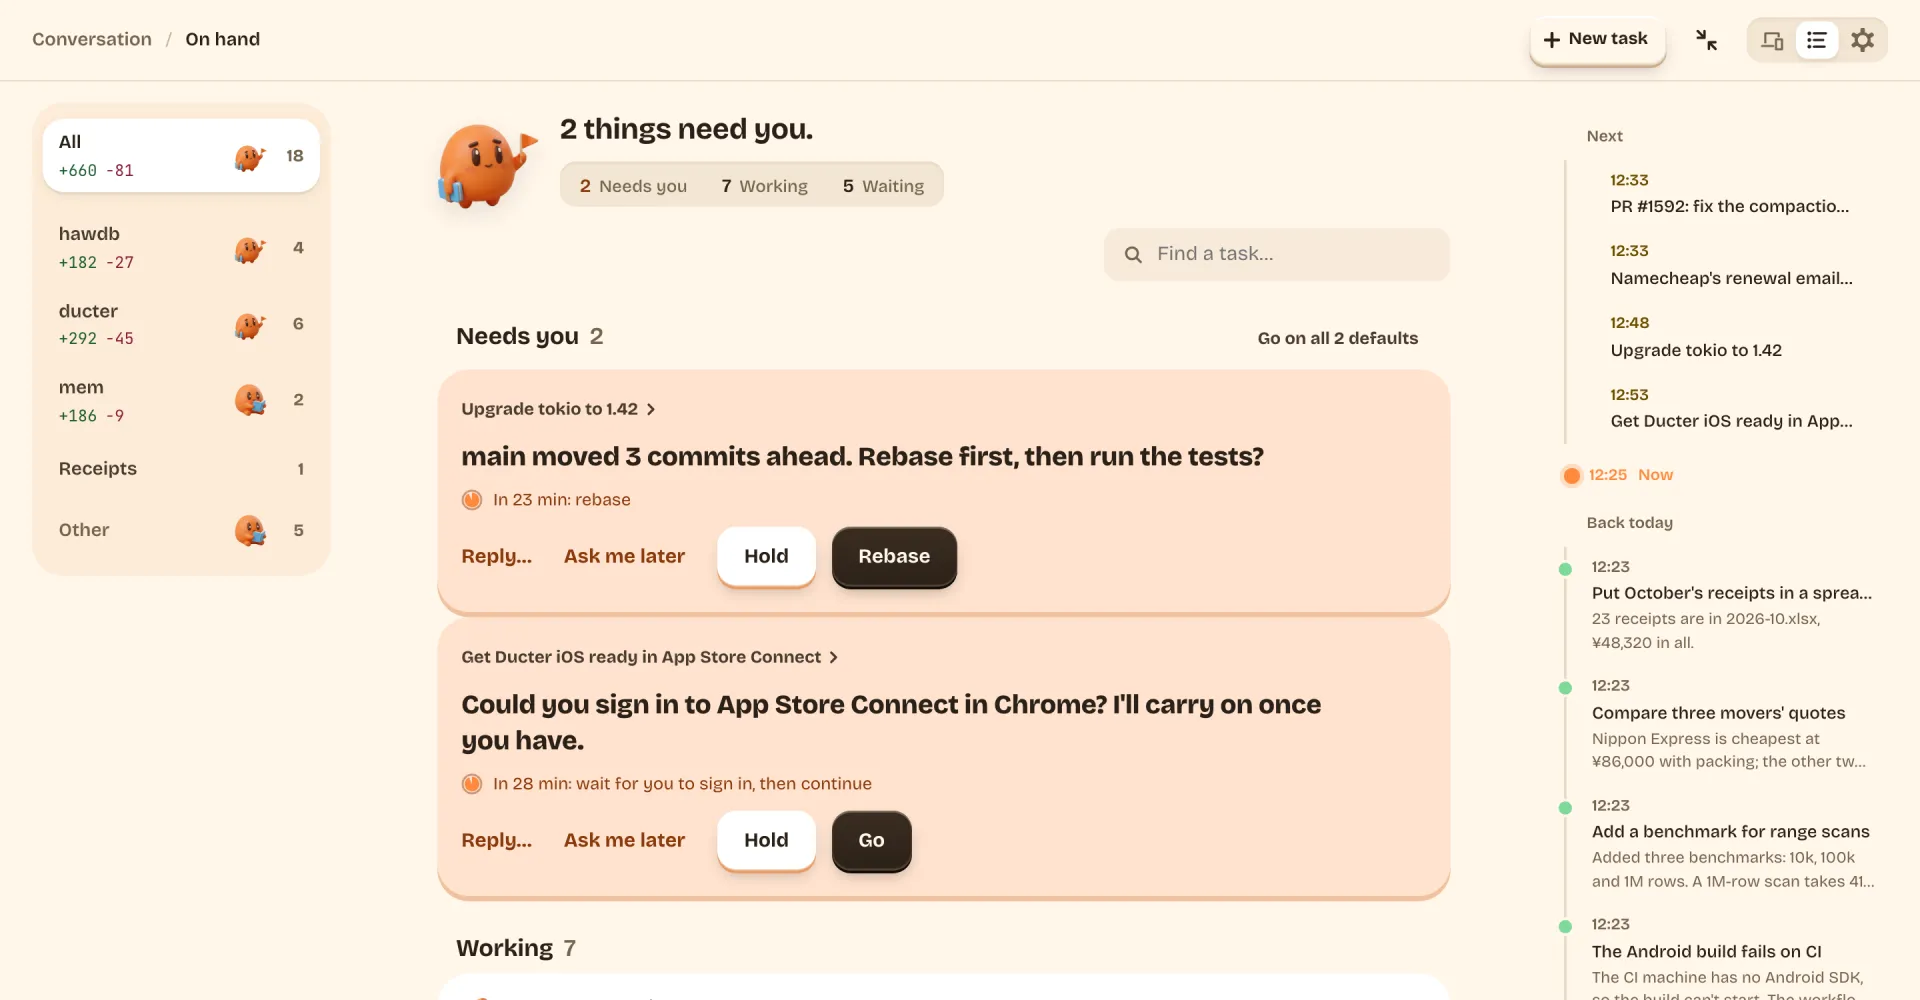 Conversation / On hand
New task
All
+660 -81
18
hawdb
+182 -27
4
ducter
+292 -45
6
mem
+186 -9
2
Receipts
1
Other
5
2 things need you.
2 Needs you 7 Working 5 Waiting
Find a task...
Needs you 2
Go on all 2 defaults
Upgrade tokio to 1.42
main moved 3 commits ahead. Rebase first, then run the tests?
In 23 min: rebase
Reply... Ask me later Hold Rebase
Get Ducter iOS ready in App Store Connect
Could you sign in to App Store Connect in Chrome? I'll carry on once
you have.
In 28 min: wait for you to sign in, then continue
Reply... Ask me later Hold Go
Working 7
Next
12:33
PR #1592: fix the compactio...
12:33
Namecheap's renewal email...
12:48
Upgrade tokio to 1.42
12:53
Get Ducter iOS ready in App...
12:25 Now
Back today
12:23
Put October's receipts in a sprea...
23 receipts are in 2026-10.xlsx,
¥48,320 in all.
12:23
Compare three movers' quotes
Nippon Express is cheapest at
¥86,000 with packing; the other tw...
12:23
Add a benchmark for range scans
Added three benchmarks: 10k, 100k
and 1M rows. A 1M-row scan takes 41...
12:23
The Android build fails on CI
The CI machine has no Android SDK,
so the build can't start. The workflo...